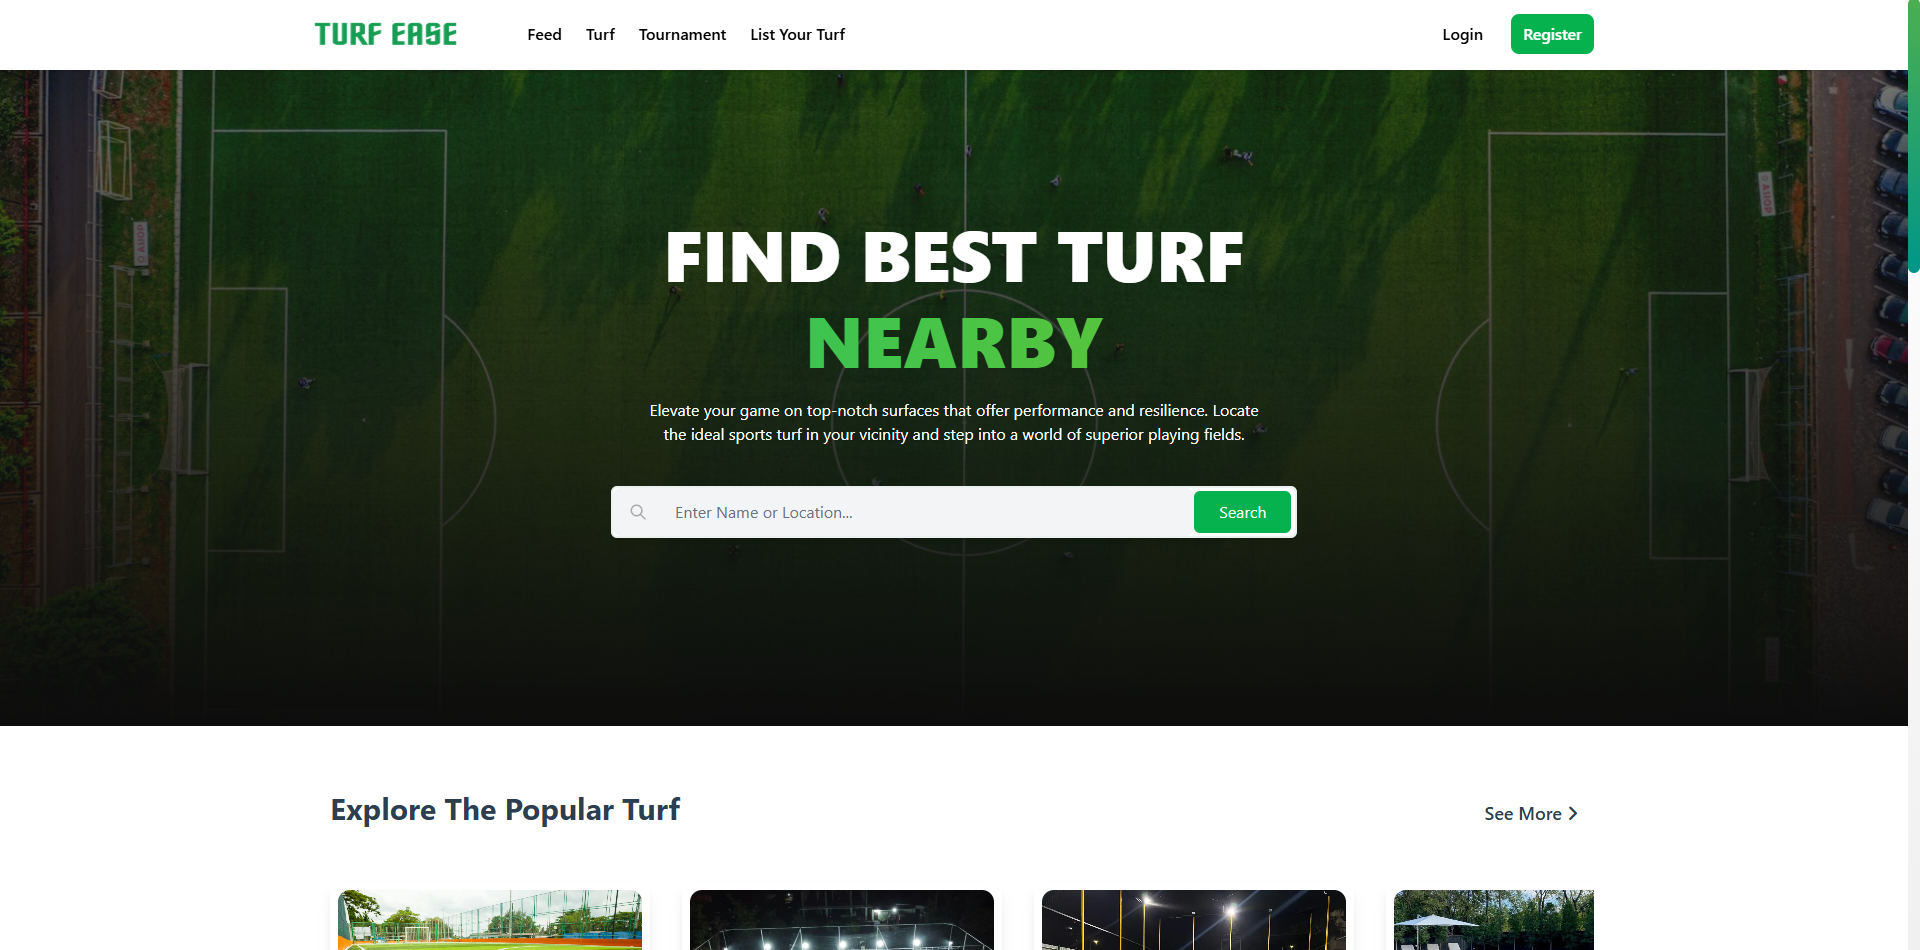 TURF EASE
Feed
Turf
Tournament
List Your Turf
Login
Register
FIND BEST TURF
NEARBY
Elevate your game on top-notch surfaces that offer performance and resilience. Locate
the ideal sports turf in your vicinity and step into a world of superior playing fields.
Enter Name or Location...
Search
Explore The Popular Turf
See More